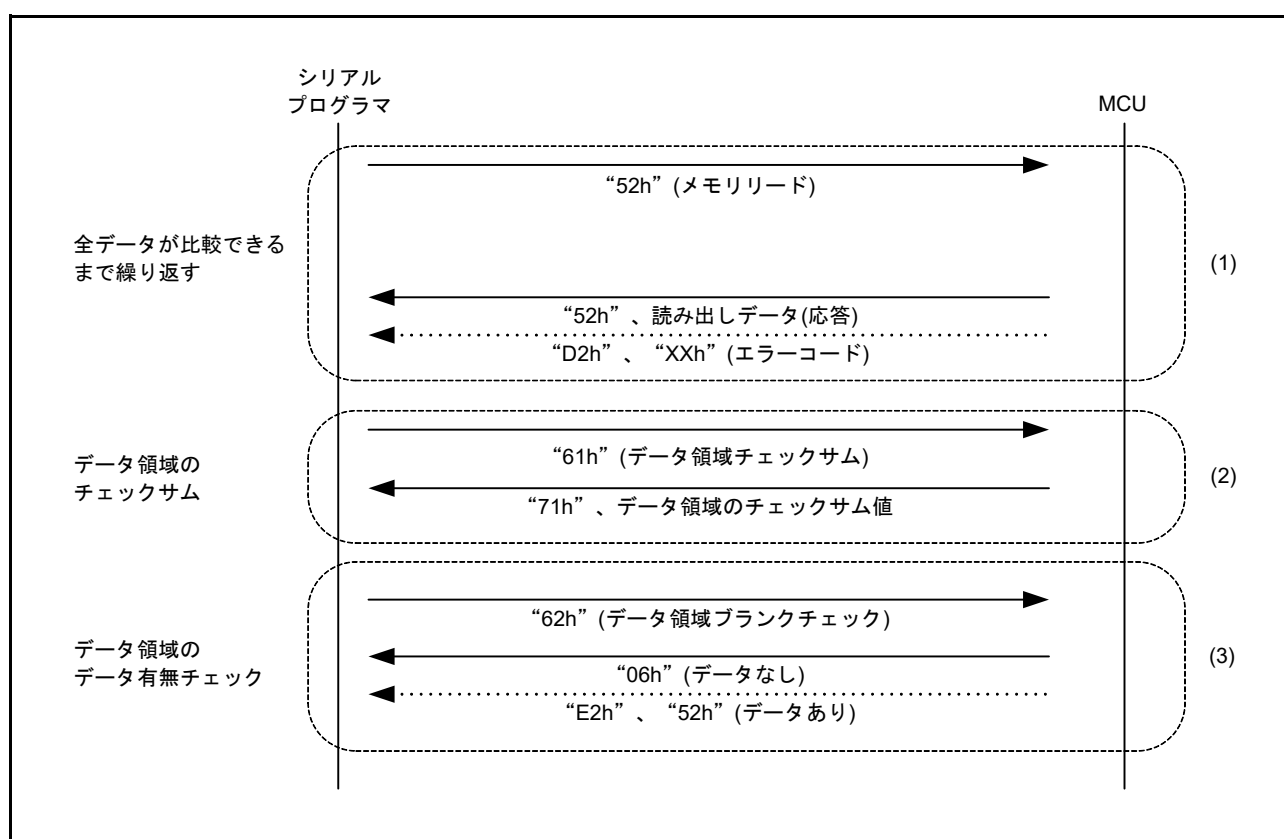 シリアル
プログラマ
MCU
“52h” (メモリリード)
全データが比較できる
まで繰り返す
(1)
“52h” 、読み出しデータ(応答)
“D2h” 、 “XXh” (エラーコード)
“61h” (データ領域チェックサム)
データ領域の
チェックサム
(2)
“71h” 、データ領域のチェックサム値
“62h” (データ領域ブランクチェック)
データ領域の
データ有無チェック
(3)
“06h” (データなし)
“E2h” 、 “52h” (データあり)